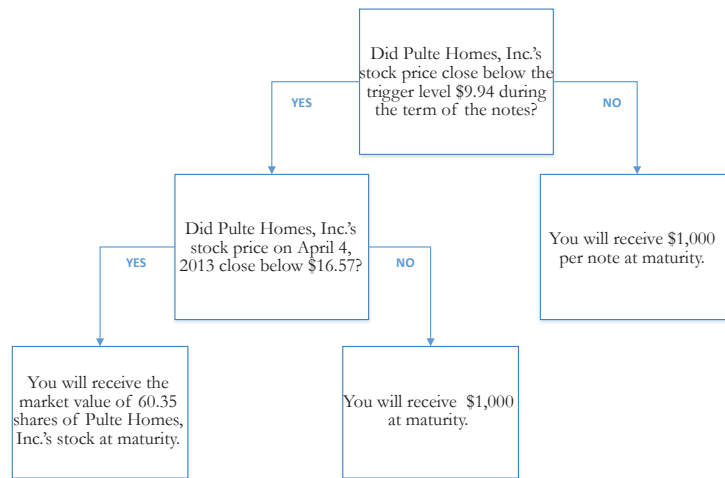 Did Pulte Homes, Inc.'s
stock price close below the
trigger level $9.94 during
the term of the notes?
YES
NO
Did Pulte Homes, Inc.'s
stock price on April 4,
2013 close below $16.57?
You will receive $1,000
per note at maturity.
YES
NO
You will receive the
market value of 60.35
shares of Pulte Homes,
Inc.'s stock at maturity.
You will receive $1,000
at maturity.